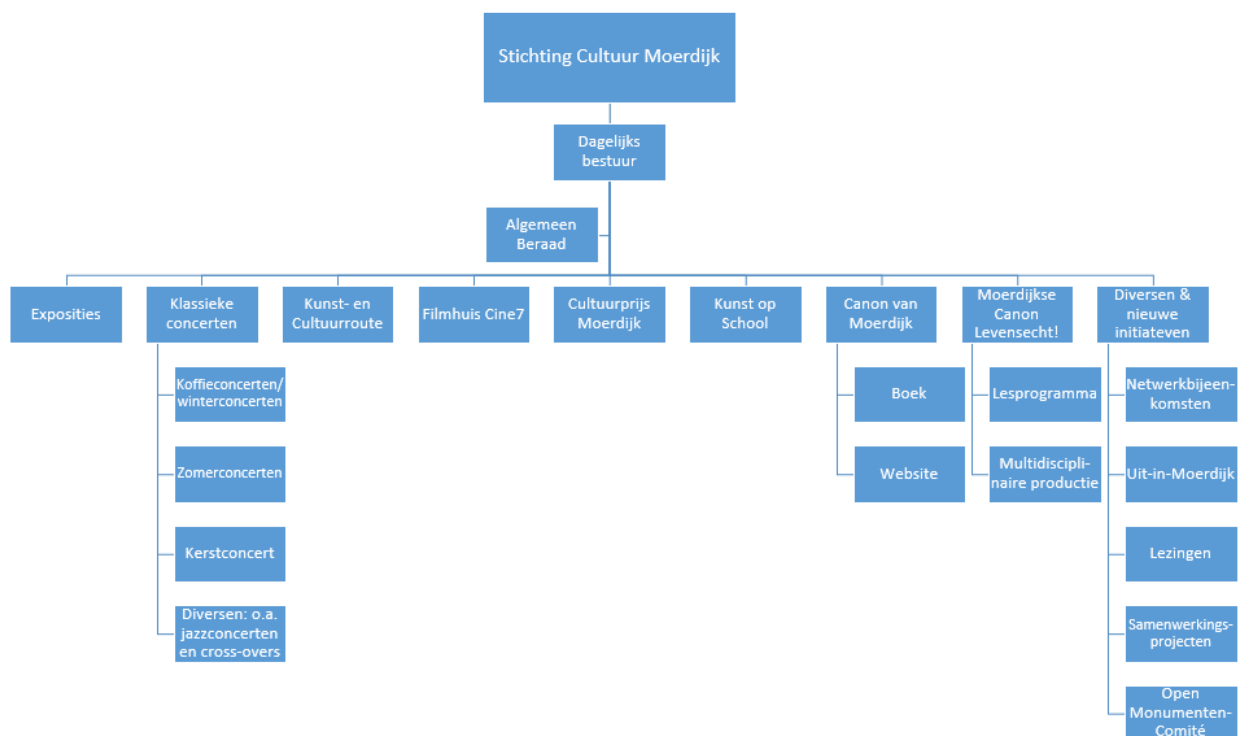 Stichting Cultuur Moerdijk
Dagelijks
bestuur
Algemeen
Beraad
Exposities
Klassieke
concerten
Kunst- en
Cultuurroute
Filmhuis Cine7
Cultuurprijs
Moerdijk
Kunst op
School
Canon van
Moerdijk
Moerdijkse
Canon
Levensecht!
Diversen &
nieuwe
initiateven
Koffieconcerten/
winterconcerten
Zomerconcerten
Kerstconcert
Diversen: o.a.
jazzconcerten
en cross-overs
Boek
Website
Lesprogramma
Multidiscipli-
naire productie
Netwerkbijeen-
komsten
Uit-in-Moerdijk
Lezingen
Samenwerkings-
projecten
Open
Monumenten-
Comité